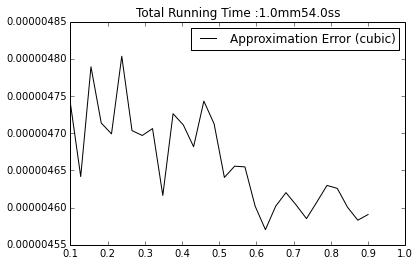 Total Running Time :1.0mm54.0ss
0.00000485
Approximation Error (cubic)
0.00000480
0.00000475
0.00000470
0.00000465
0.00000460
0.00000455
0.1 0.2 0.3 0.4 0.5 0.6 0.7 0.8 0.9 1.0